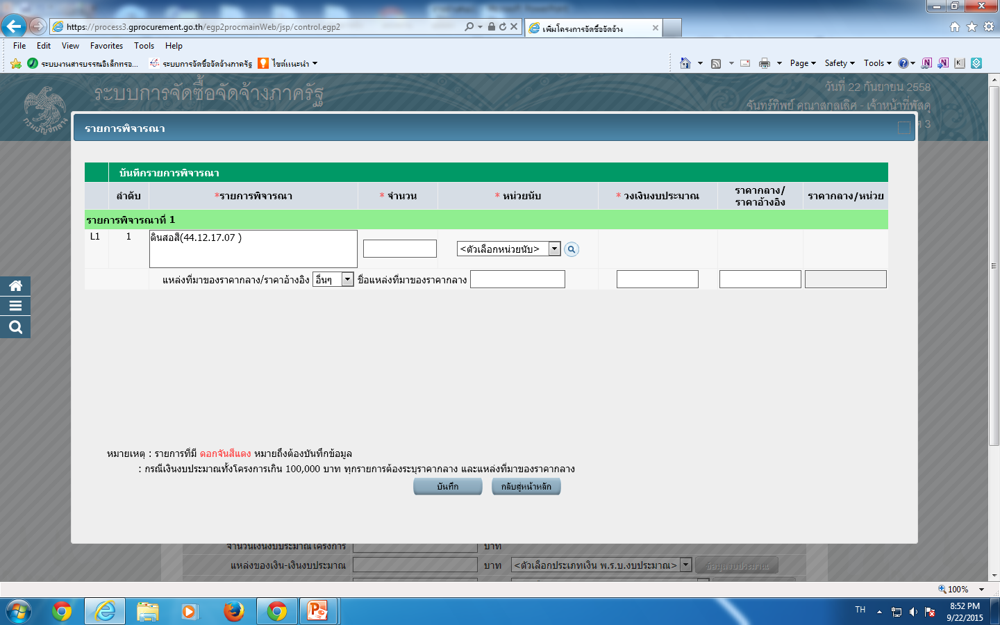 https://process3.gprocurement.go.th/egp2procmainWeb/jsp/control.egp2
เพิ่มโครงการจัดซื้อจัดจ้าง
File Edit View Favorites Tools Help
ระบบงานสารบรรณอิเล็กทรอ... ระบบการจัดซื้อจัดจ้างภาครัฐ ไซต์แนะนำ
Page Safety Tools
ระบบการจัดซื้อจัดจ้างภาครัฐ
วันที่ 22 กันยายน 2558
จันทร์ทิพย์ คุณาสกุลเลิศ - เจ้าหน้าที่พัสดุ
3
กรมบัญชีกลาง
รายการพิจารณา
บันทึกรายการพิจารณา
ลำดับ *รายการพิจารณา * จำนวน * หน่วยนับ * วงเงินงบประมาณ ราคากลาง/ราคาอ้างอิง ราคากลาง/หน่วย
รายการพิจารณาที่ 1
L1 1 ดินสอสี(44.12.17.07 ) <ตัวเลือกหน่วยนับ>
แหล่งที่มาของราคากลาง/ราคาอ้างอิง อื่นๆ ชื่อแหล่งที่มาของราคากลาง
หมายเหตุ : รายการที่มี ดอกจันสีแดง หมายถึงต้องบันทึกข้อมูล
: กรณีเงินงบประมาณทั้งโครงการเกิน 100,000 บาท ทุกรายการต้องระบุราคากลาง และแหล่งที่มาของราคากลาง
บันทึก กลับสู่หน้าหลัก
จำนวนเงินงบประมาณโครงการ บาท
แหล่งของเงิน-เงินงบประมาณ บาท <ตัวเลือกประเภทเงิน พ.ร.บ.งบประมาณ> ข้อมูลงบประมาณ
100%
TH
8:52 PM
9/22/2015